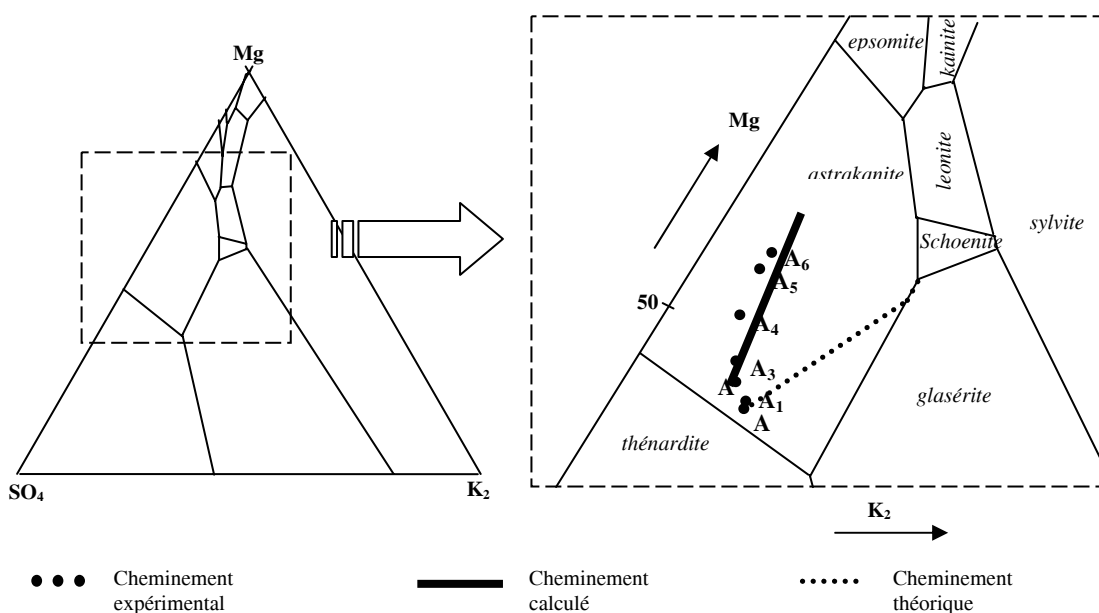 Mg
SO₄
K₂
epsomite
kainite
Mg
astrakanite
leonite
sylvite
Schoenite
50
A₆
A₅
A₄
A₃
A
A₁
A
glasérite
thénardite
K₂
Cheminement
expérimental
Cheminement
calculé
Cheminement
théorique